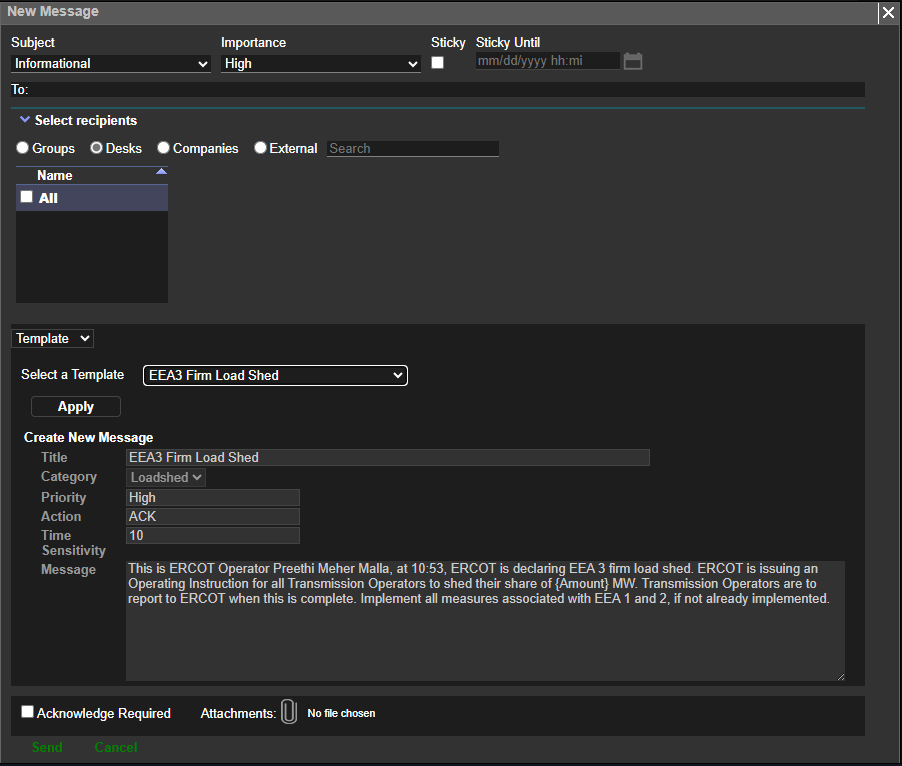 New Message
Subject Importance Sticky Sticky Until
Informational High mm/dd/yyyy hh:mi
To:
Select recipients
Groups Desks Companies External Search
Name
All
Template
Select a Template EEA3 Firm Load Shed
Apply
Create New Message
Title EEA3 Firm Load Shed
Category Loadshed
Priority High
Action ACK
Time 10
Sensitivity
Message This is ERCOT Operator Preethi Meher Malla, at 10:53, ERCOT is declaring EEA 3 firm load shed. ERCOT is issuing an
Operating Instruction for all Transmission Operators to shed their share of {Amount} MW. Transmission Operators are to
report to ERCOT when this is complete. Implement all measures associated with EEA 1 and 2, if not already implemented.
Acknowledge Required Attachments: No file chosen
Send Cancel